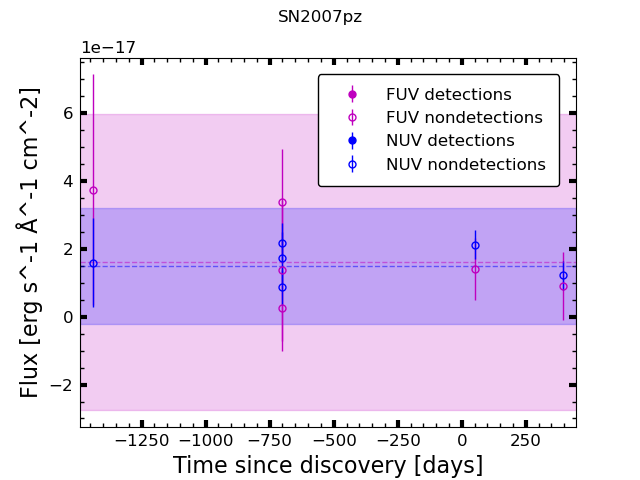 SN2007pz
1e−17
FUV detections
FUV nondetections
NUV detections
NUV nondetections
6
4
2
0
−2
Flux [erg s^-1 Å^-1 cm^-2]
−1250 −1000 −750 −500 −250 0 250
Time since discovery [days]